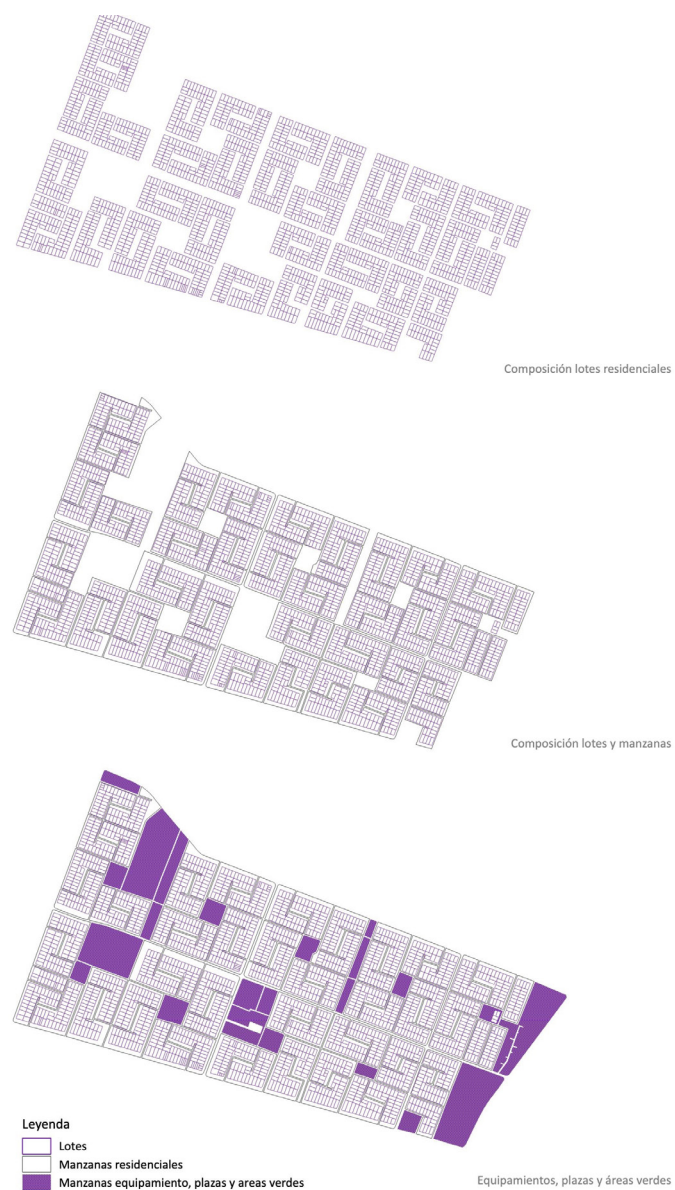 Composición lotes residenciales
Composición lotes y manzanas
Leyenda
Lotes
Manzanas residenciales
Manzanas equipamiento, plazas y areas verdes
Equipamientos, plazas y áreas verdes